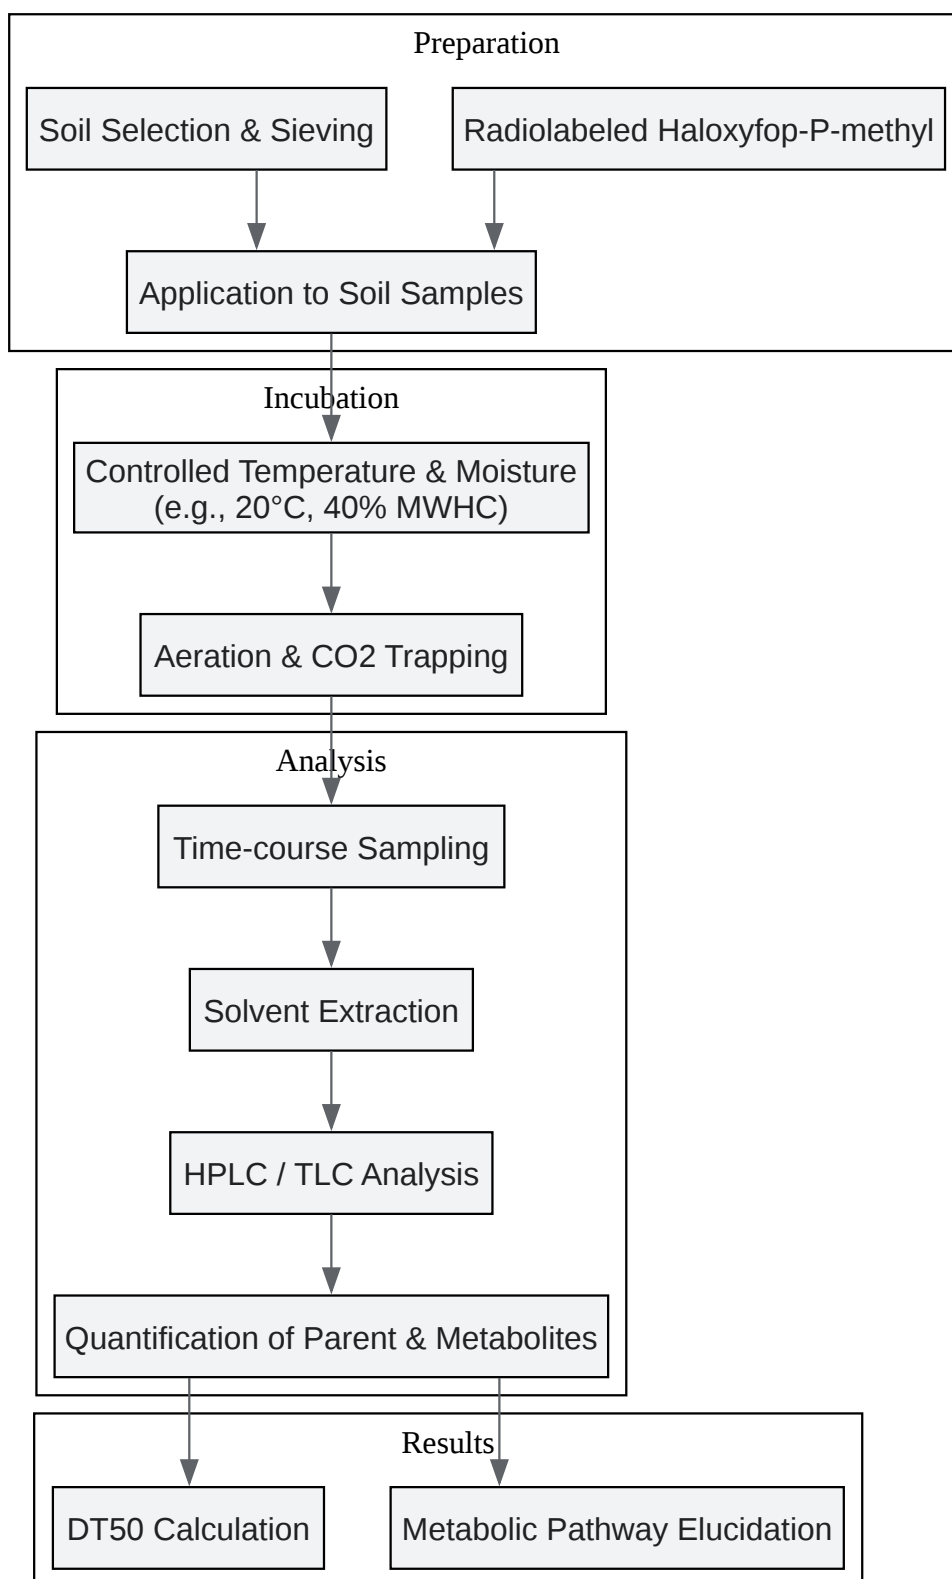 Preparation
Soil Selection & Sieving
Radiolabeled Haloxyfop-P-methyl
Application to Soil Samples
Incubation
Controlled Temperature & Moisture
(e.g., 20°C, 40% MWHC)
Aeration & CO2 Trapping
Analysis
Time-course Sampling
Solvent Extraction
HPLC / TLC Analysis
Quantification of Parent & Metabolites
Results
DT50 Calculation
Metabolic Pathway Elucidation